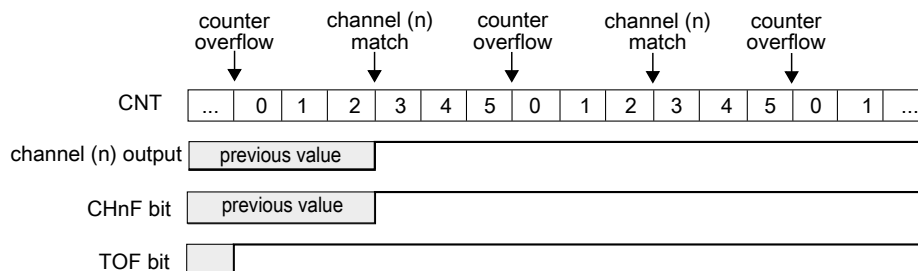 counter overflow
channel (n) match
counter overflow
channel (n) match
counter overflow
CNT ... 0 1 2 3 4 5 0 1 2 3 4 5 0 1 ...
channel (n) output previous value
CHnF bit previous value
TOF bit